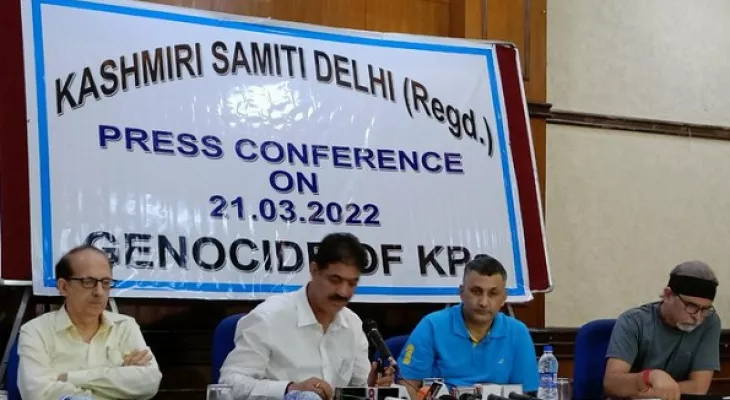 KASHMIRI SAMITI DELHI (Regd.)
PRESS CONFERENCE
ON
21.03.2022
GENOCIDE OF KP